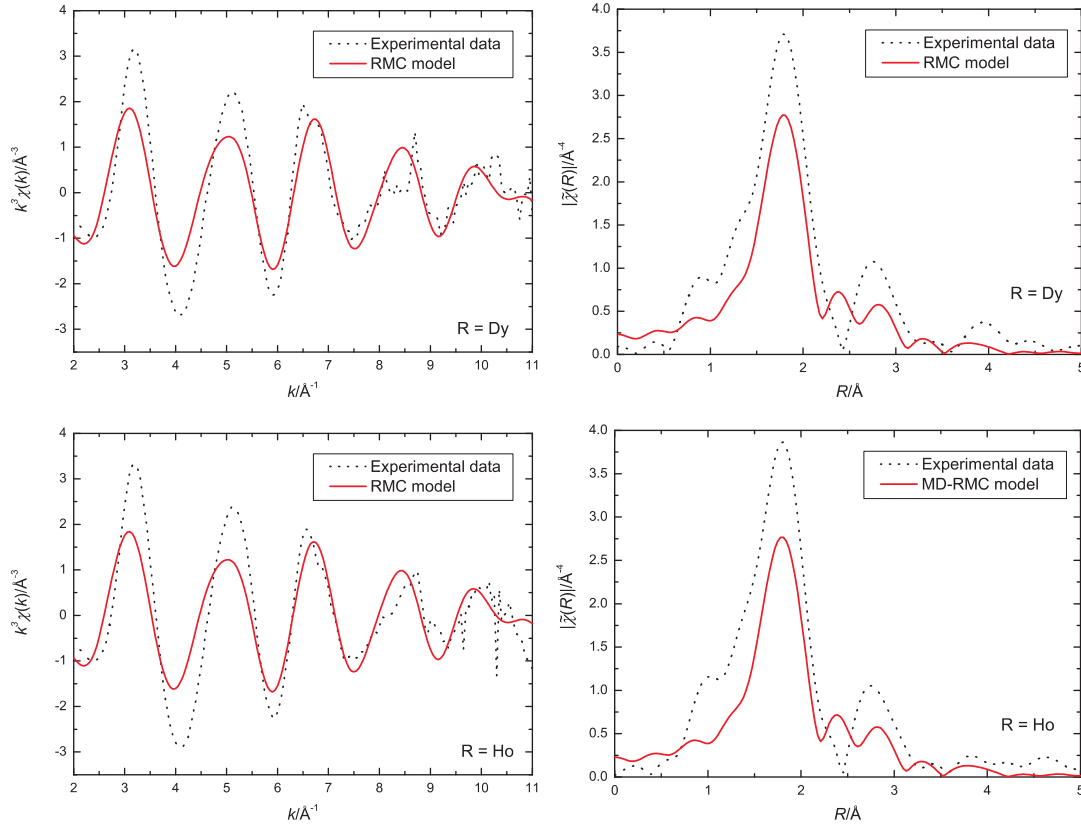 Experimental data
RMC model
k³χ(k)/Å⁻³
4
3
2
1
0
-1
-2
-3
R = Dy
2 3 4 5 6 7 8 9 10 11
k/Å⁻¹
Experimental data
RMC model
|χ̃(R)|/Å⁻⁴
4.0
3.5
3.0
2.5
2.0
1.5
1.0
0.5
0.0
R = Dy
0 1 2 3 4 5
R/Å
Experimental data
RMC model
k³χ(k)/Å⁻³
4
3
2
1
0
-1
-2
-3
R = Ho
2 3 4 5 6 7 8 9 10 11
k/Å⁻¹
Experimental data
MD-RMC model
|χ̃(R)|/Å⁻⁴
4.0
3.5
3.0
2.5
2.0
1.5
1.0
0.5
0.0
R = Ho
0 1 2 3 4 5
R/Å